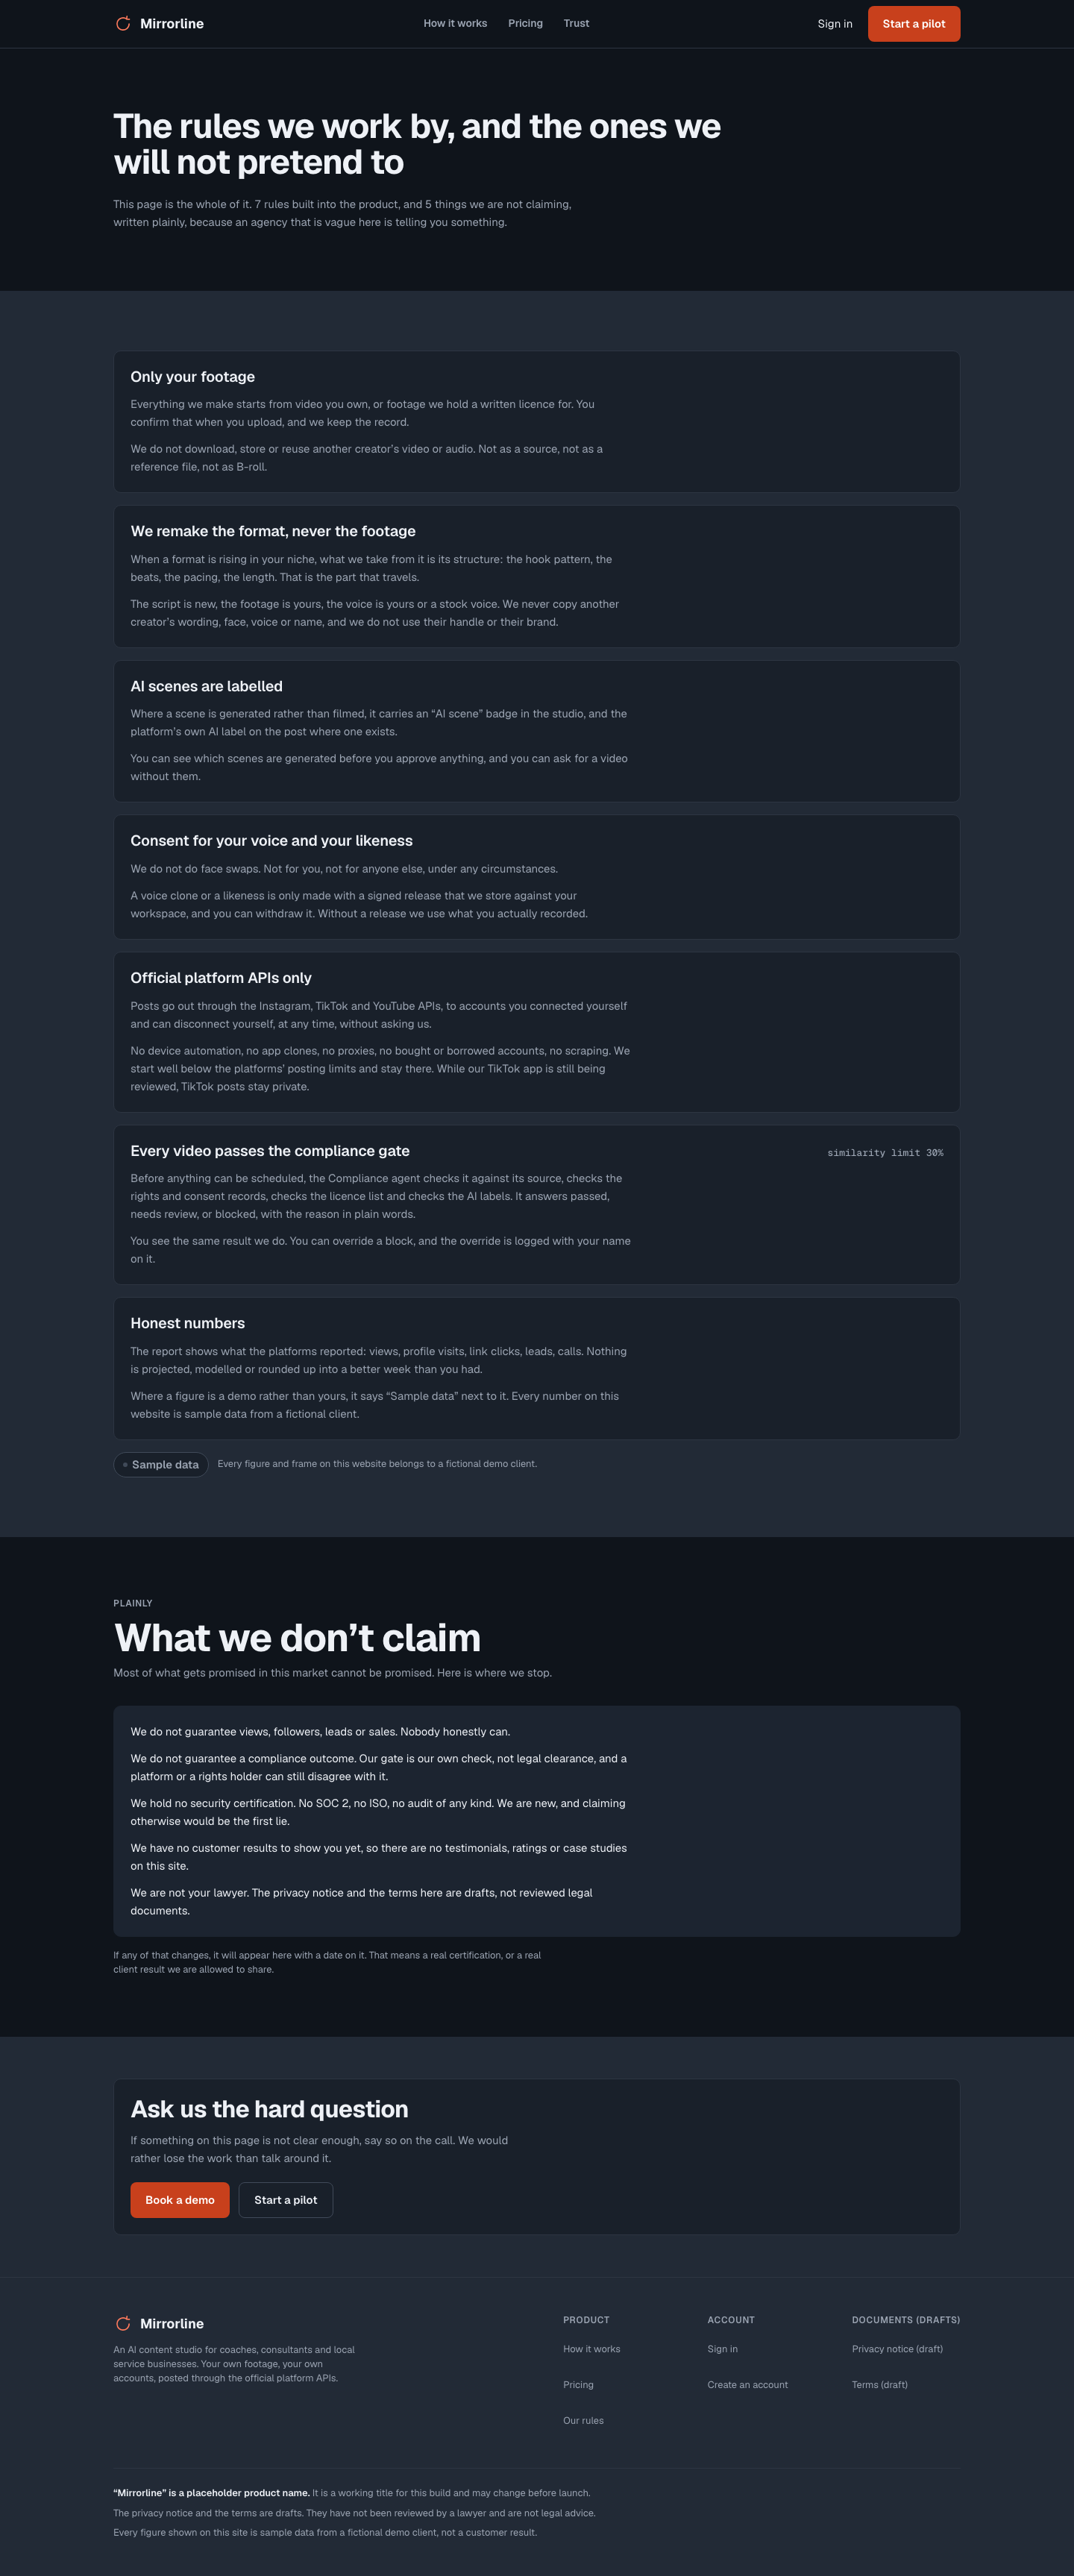 Mirrorline
How it works
Pricing
Trust
Sign in
Start a pilot
The rules we work by, and the ones we
will not pretend to
This page is the whole of it. 7 rules built into the product, and 5 things we are not claiming,
written plainly, because an agency that is vague here is telling you something.
Only your footage
Everything we make starts from video you own, or footage we hold a written licence for. You
confirm that when you upload, and we keep the record.
We do not download, store or reuse another creator’s video or audio. Not as a source, not as a
reference file, not as B-roll.
We remake the format, never the footage
When a format is rising in your niche, what we take from it is its structure: the hook pattern, the
beats, the pacing, the length. That is the part that travels.
The script is new, the footage is yours, the voice is yours or a stock voice. We never copy another
creator’s wording, face, voice or name, and we do not use their handle or their brand.
AI scenes are labelled
Where a scene is generated rather than filmed, it carries an “AI scene” badge in the studio, and the
platform’s own AI label on the post where one exists.
You can see which scenes are generated before you approve anything, and you can ask for a video
without them.
Consent for your voice and your likeness
We do not do face swaps. Not for you, not for anyone else, under any circumstances.
A voice clone or a likeness is only made with a signed release that we store against your
workspace, and you can withdraw it. Without a release we use what you actually recorded.
Official platform APIs only
Posts go out through the Instagram, TikTok and YouTube APIs, to accounts you connected yourself
and can disconnect yourself, at any time, without asking us.
No device automation, no app clones, no proxies, no bought or borrowed accounts, no scraping. We
start well below the platforms’ posting limits and stay there. While our TikTok app is still being
reviewed, TikTok posts stay private.
Every video passes the compliance gate
similarity limit 30%
Before anything can be scheduled, the Compliance agent checks it against its source, checks the
rights and consent records, checks the licence list and checks the AI labels. It answers passed,
needs review, or blocked, with the reason in plain words.
You see the same result we do. You can override a block, and the override is logged with your name
on it.
Honest numbers
The report shows what the platforms reported: views, profile visits, link clicks, leads, calls. Nothing
is projected, modelled or rounded up into a better week than you had.
Where a figure is a demo rather than yours, it says “Sample data” next to it. Every number on this
website is sample data from a fictional client.
Sample data
Every figure and frame on this website belongs to a fictional demo client.
PLAINLY
What we don’t claim
Most of what gets promised in this market cannot be promised. Here is where we stop.
We do not guarantee views, followers, leads or sales. Nobody honestly can.
We do not guarantee a compliance outcome. Our gate is our own check, not legal clearance, and a
platform or a rights holder can still disagree with it.
We hold no security certification. No SOC 2, no ISO, no audit of any kind. We are new, and claiming
otherwise would be the first lie.
We have no customer results to show you yet, so there are no testimonials, ratings or case studies
on this site.
We are not your lawyer. The privacy notice and the terms here are drafts, not reviewed legal
documents.
If any of that changes, it will appear here with a date on it. That means a real certification, or a real
client result we are allowed to share.
Ask us the hard question
If something on this page is not clear enough, say so on the call. We would
rather lose the work than talk around it.
Book a demo
Start a pilot
Mirrorline
An AI content studio for coaches, consultants and local
service businesses. Your own footage, your own
accounts, posted through the official platform APIs.
PRODUCT
How it works
Pricing
Our rules
ACCOUNT
Sign in
Create an account
DOCUMENTS (DRAFTS)
Privacy notice (draft)
Terms (draft)
“Mirrorline” is a placeholder product name. It is a working title for this build and may change before launch.
The privacy notice and the terms are drafts. They have not been reviewed by a lawyer and are not legal advice.
Every figure shown on this site is sample data from a fictional demo client, not a customer result.